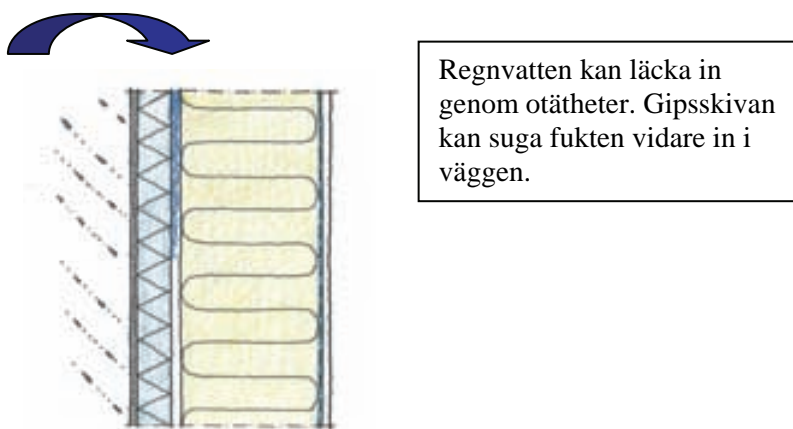 Regnvatten kan läcka in
genom otätheter. Gipsskivan
kan suga fukten vidare in i
väggen.